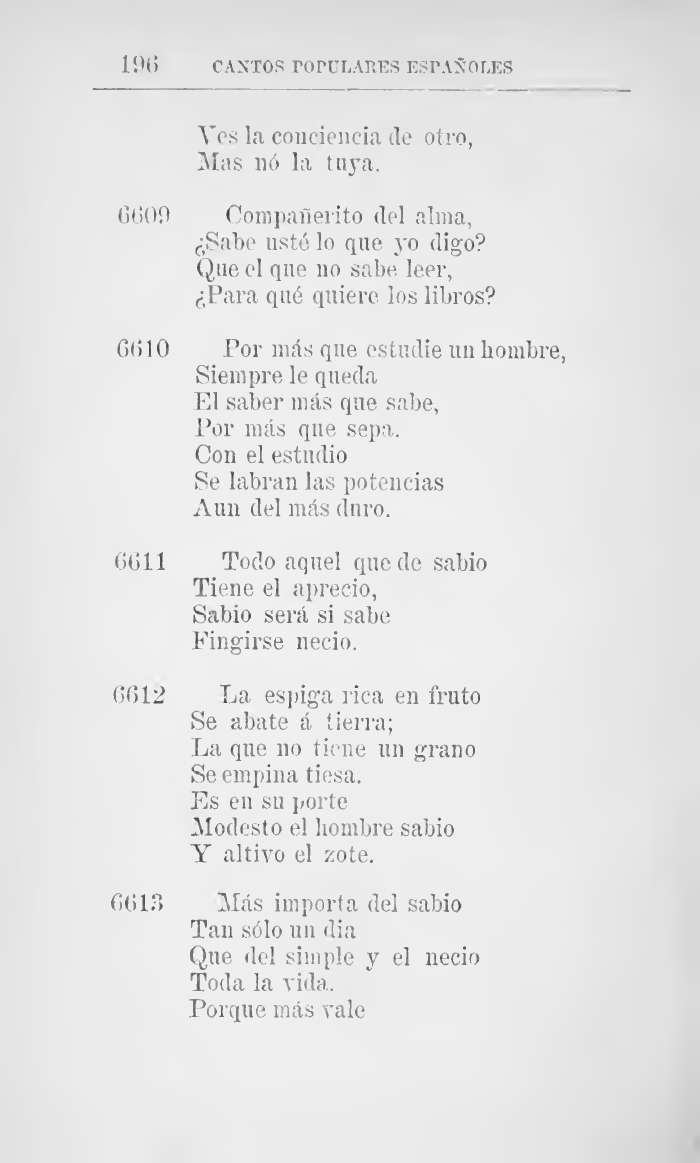 196 CANTOS POPULARES ESPAÑOLES
Ves la conciencia de otro,
Mas nó la tuya.
6609 Compañerito del alma,
¿Sabe usté lo que yo digo?
Que el que no sabe leer,
¿Para qué quiere los libros?
6610 Por más que estudie un hombre,
Siempre le queda
El saber más que sabe,
Por más que sepa.
Con el estudio
Se labran las potencias
Aun del más duro.
6611 Todo aquel que de sabio
Tiene el aprecio,
Sabio será si sabe
Fingirse necio.
6612 La espiga rica en fruto
Se abate á tierra;
La que no tiene un grano
Se empina tiesa.
Es en su porte
Modesto el hombre sabio
Y altivo el zote.
6613 Más importa del sabio
Tan sólo un dia
Que del simple y el necio
Toda la vida.
Porque más vale